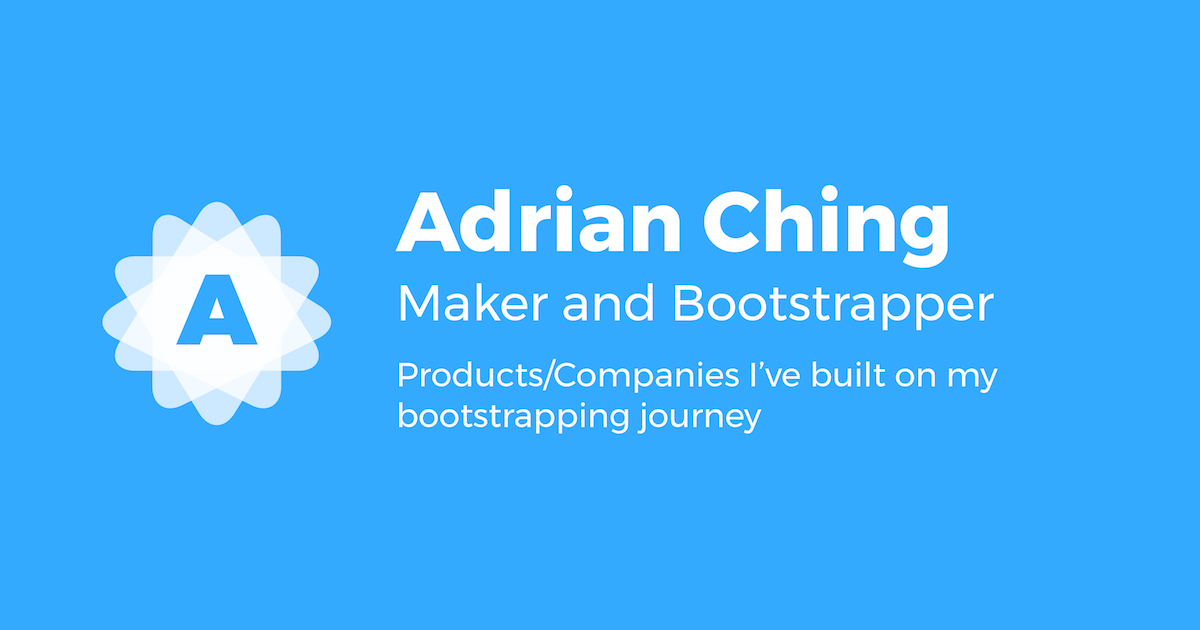 A
Adrian Ching
Maker and Bootstrapper
Products/Companies I’ve built on my
bootstrapping journey